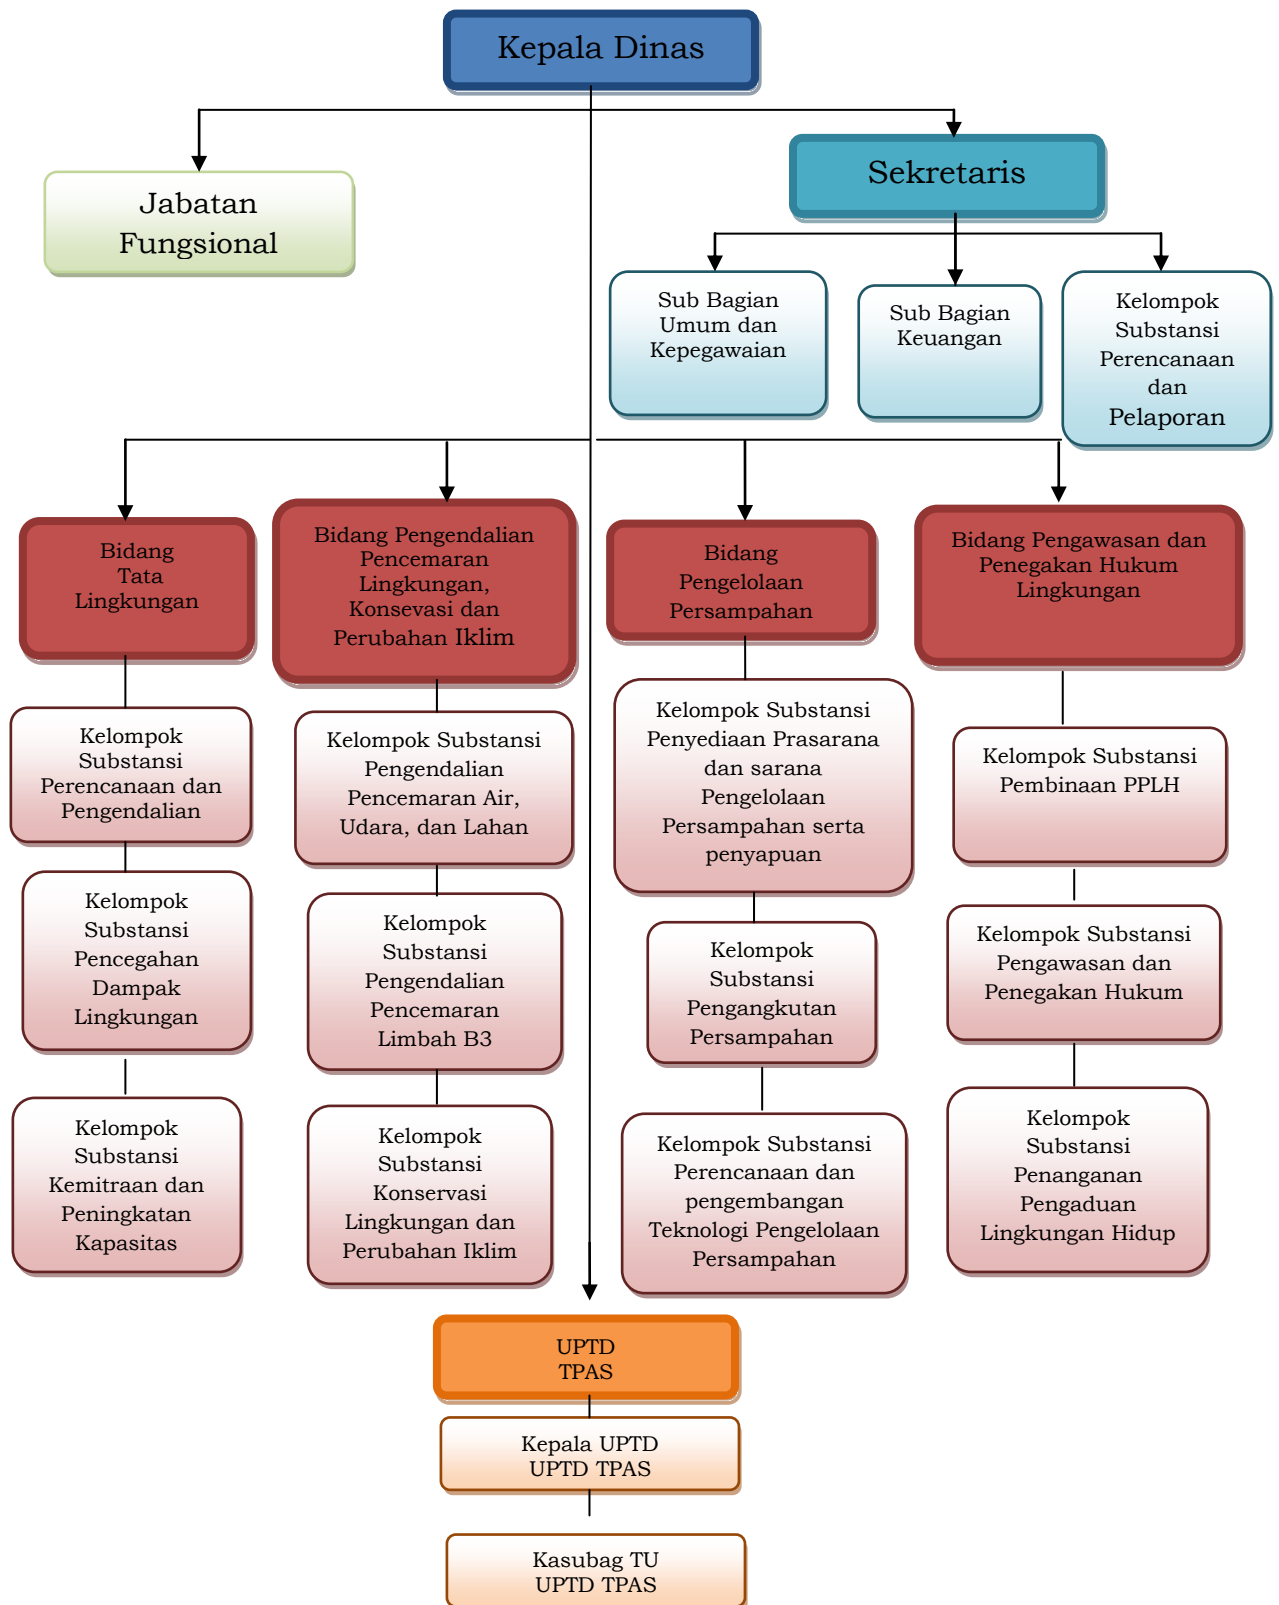 Kepala Dinas
Sekretaris
Jabatan
Fungsional
Sub Bagian
Umum dan
Kepegawaian
Sub Bagian
Keuangan
Kelompok
Substansi
Perencanaan
dan
Pelaporan
Bidang
Tata
Lingkungan
Bidang Pengendalian
Pencemaran
Lingkungan,
Konsevasi dan
Perubahan Iklim
Bidang
Pengelolaan
Persampahan
Bidang Pengawasan dan
Penegakan Hukum
Lingkungan
Kelompok
Substansi
Perencanaan dan
Pengendalian
Kelompok Substansi
Pengendalian
Pencemaran Air,
Udara, dan Lahan
Kelompok Substansi
Penyediaan Prasarana
dan sarana
Pengelolaan
Persampahan serta
penyapuan
Kelompok Substansi
Pembinaan PPLH
Kelompok
Substansi
Pencegahan
Dampak
Lingkungan
Kelompok
Substansi
Pengendalian
Pencemaran
Limbah B3
Kelompok
Substansi
Pengangkutan
Persampahan
Kelompok Substansi
Pengawasan dan
Penegakan Hukum
Kelompok
Substansi
Kemitraan dan
Peningkatan
Kapasitas
Kelompok
Substansi
Konservasi
Lingkungan dan
Perubahan Iklim
Kelompok Substansi
Perencanaan dan
pengembangan
Teknologi Pengelolaan
Persampahan
Kelompok
Substansi
Penanganan
Pengaduan
Lingkungan Hidup
UPTD
TPAS
Kepala UPTD
UPTD TPAS
Kasubag TU
UPTD TPAS